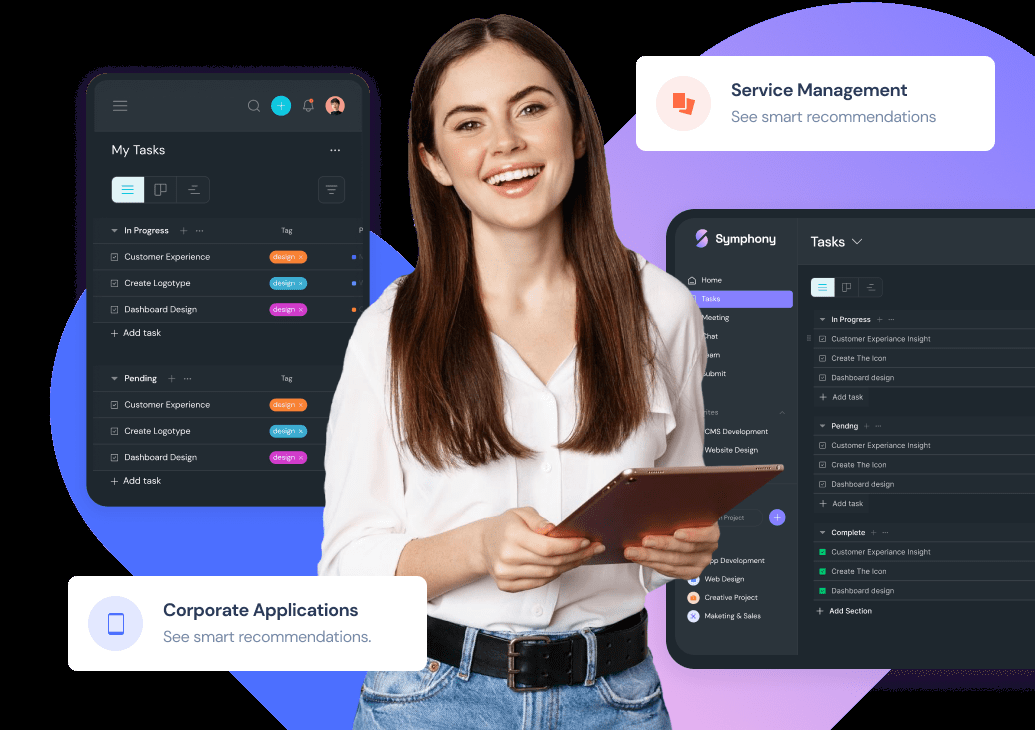 Service Management
See smart recommendations
My Tasks
In Progress
Tag
P
Customer Experience
design ×
Create Logotype
design ×
Dashboard Design
design ×
+ Add task
Pending
Tag
Customer Experience
design ×
Create Logotype
design ×
Dashboard Design
design ×
+ Add task
Symphony
Home
Tasks
Meeting
hat
am
ubmit
rites
CMS Development
Website Design
Project
pp Development
Web Design
Creative Project
Maketing & Sales
Tasks
In Progress
Customer Experiance Insight
Create The Icon
Dashboard design
+ Add task
Pendng
Customer Experiance Insight
Create The Icon
Dashboard design
+ Add task
Complete
Customer Experiance Insight
Create The Icon
Dashboard design
+ Add Section
Corporate Applications
See smart recommendations.